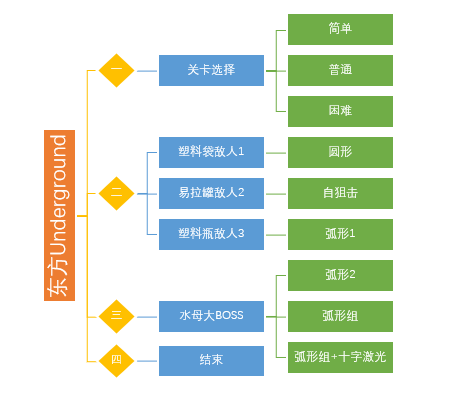 东方Underground
一
关卡选择
简单
普通
困难
二
塑料袋敌人1
圆形
易拉罐敌人2
自狙击
塑料瓶敌人3
弧形1
三
水母大BOSS
弧形2
弧形组
弧形组+十字激光
四
结束